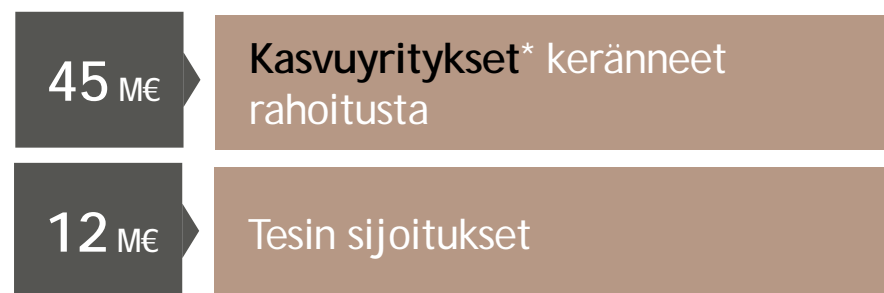 45 M€
Kasvuyritykset* keränneet
rahoitusta
12 M€
Tesin sijoitukset